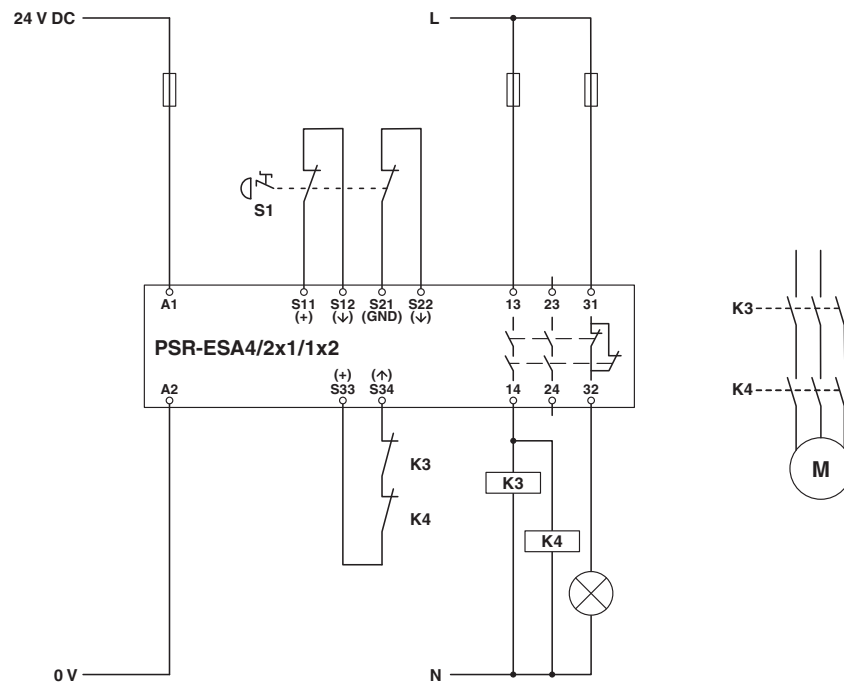 24 V DC
L
S1
A1
S11
(+)
S12
(↓)
S21
(GND)
S22
(↓)
13
23
31
PSR-ESA4/2x1/1x2
A2
(+)
S33
(↑)
S34
14
24
32
K3
K4
K3
K4
K3
K4
M
0 V
N